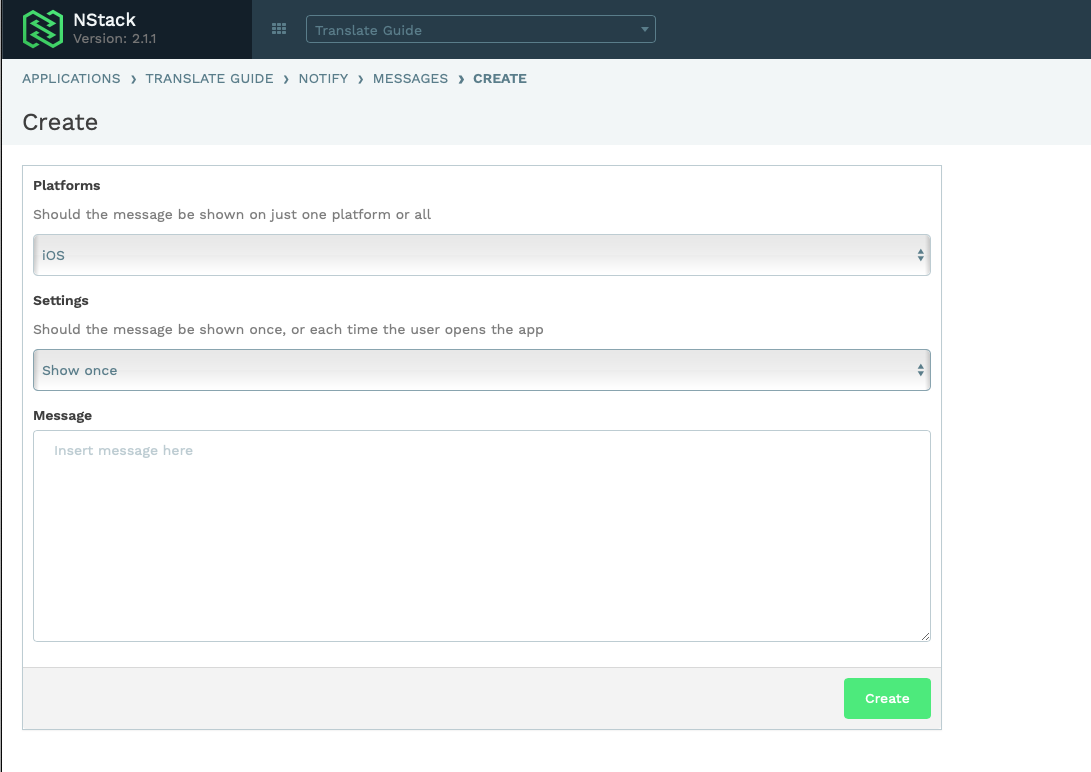 NStack
Version: 2.1.1
Translate Guide
APPLICATIONS › TRANSLATE GUIDE › NOTIFY › MESSAGES › CREATE
Create
Platforms
Should the message be shown on just one platform or all
iOS
Settings
Should the message be shown once, or each time the user opens the app
Show once
Message
Insert message here
Create